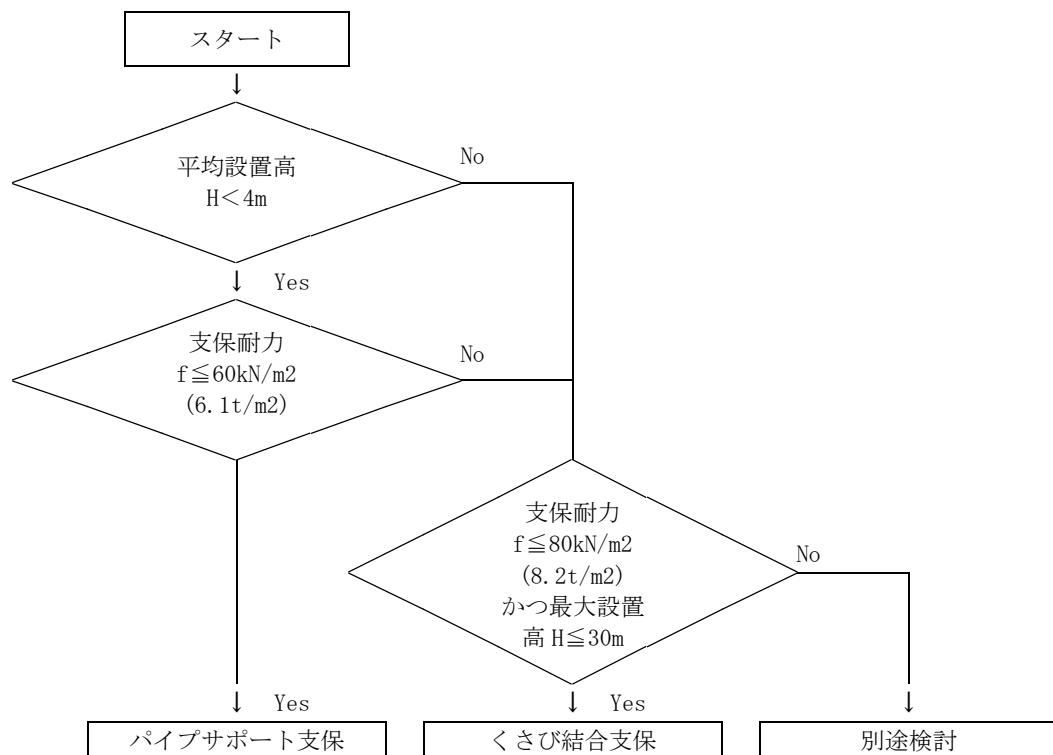 スタート
↓
平均設置高
H＜4m
No
↓ Yes
支保耐力
f≦60kN/m2
(6.1t/m2)
No
支保耐力
f≦80kN/m2
(8.2t/m2)
かつ最大設置
高 H≦30m
No
↓ Yes
↓ Yes
↓
パイプサポート支保
くさび結合支保
別途検討